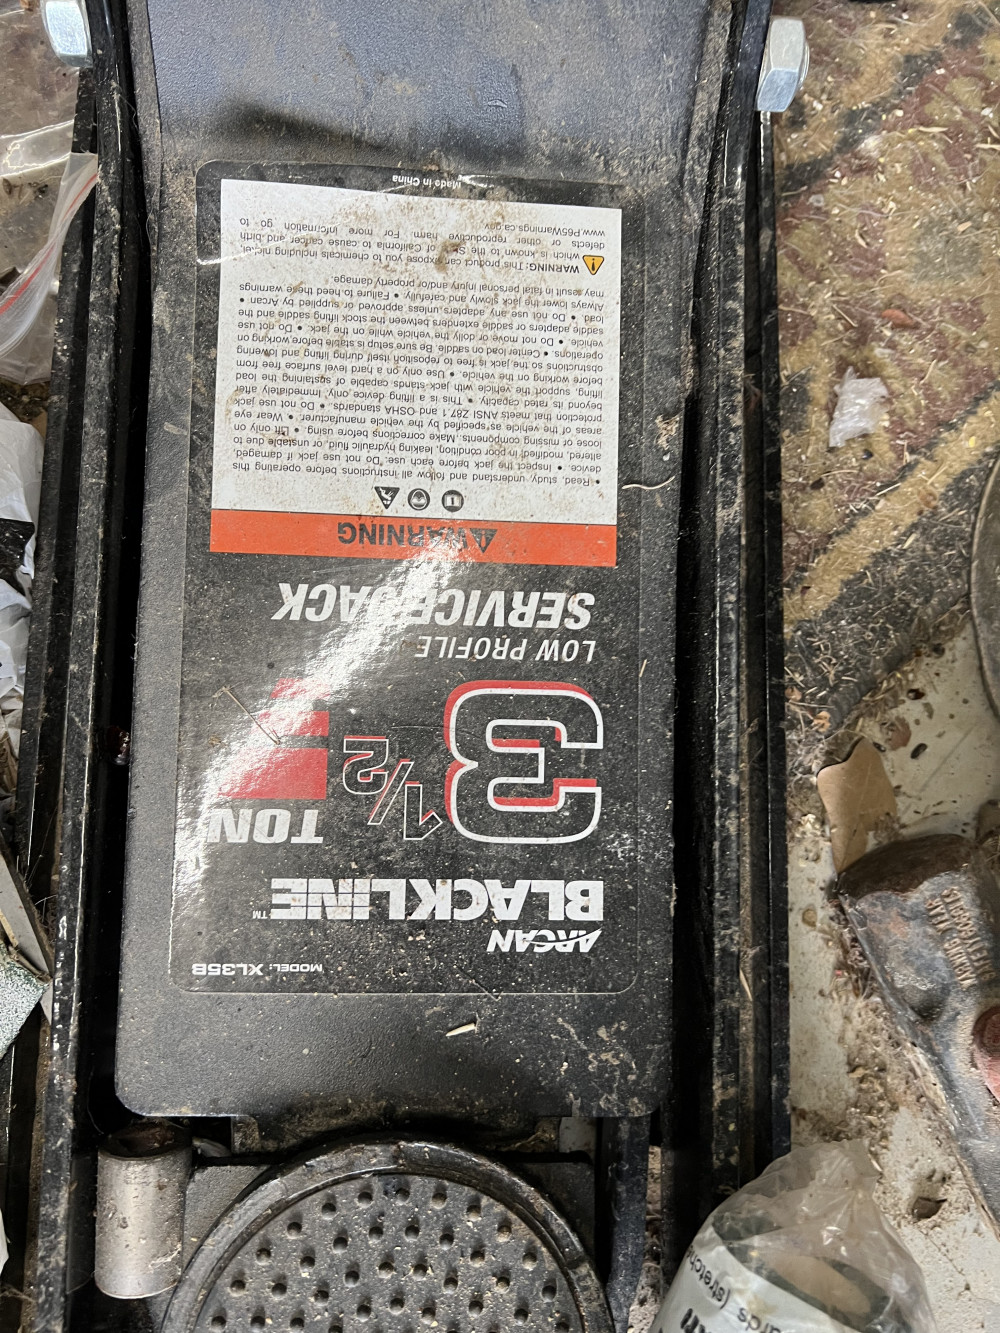 MODEL: XL35B
ARCAN
BLACKLINE™
3 1/2 TON
LOW PROFILE
SERVICE JACK
WARNING
• Read, study, understand and follow all instructions before operating this
device. • Inspect the jack before each use. Do not use jack if damaged,
altered, modified, in poor condition, leaking hydraulic fluid, or unstable due to
loose or missing components. Make corrections before using. • Lift only on
areas of the vehicle as specified by the vehicle manufacturer. • Wear eye
protection that meets ANSI Z87.1 and OSHA standards. • Do not use jack
beyond its rated capacity. • This is a lifting device only. Immediately after
lifting, support the vehicle with jack stands capable of sustaining the load
before working on the vehicle. • Use only on a hard level surface free from
obstructions so the jack is free to reposition itself during lifting and lowering
operations. • Center load on saddle. Be sure setup is stable before working on
vehicle. • Do not move or dolly the vehicle while on the jack. • Do not use
saddle adapters or saddle extenders between the stock lifting saddle and the
load. • Do not use any adapters unless approved or supplied by Arcan. •
Always lower the jack slowly and carefully. • Failure to heed these warnings
may result in fatal personal injury and/or property damage.
WARNING: This product can expose you to chemicals including nickel,
which is known to the State of California to cause cancer and birth
defects or other reproductive harm. For more information go to
www.P65Warnings.ca.gov
Made in China
(stretch